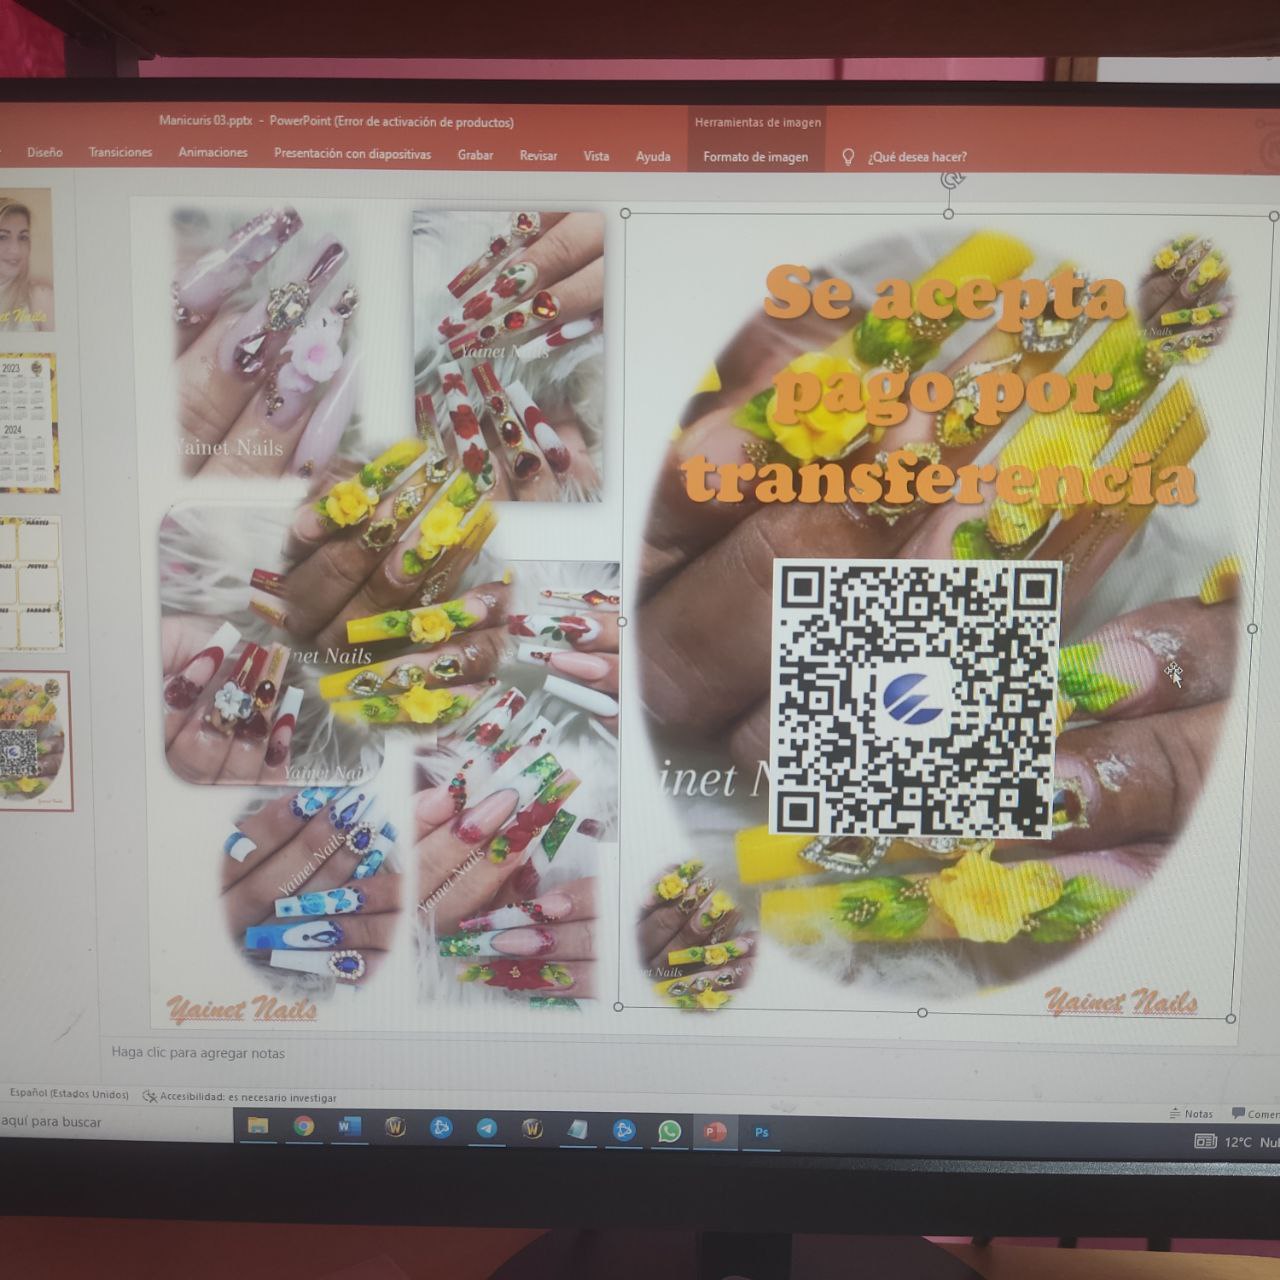 Manicuris 03.pptx - PowerPoint (Error de activación de productos)
Herramientas de imagen
Diseño Transiciones Animaciones Presentación con diapositivas Grabar Revisar Vista Ayuda Formato de imagen ¿Qué desea hacer?
2023
2024
Se acepta
pago por
transferencia
Yainet Nails
Yainet Nails
inet Nails
Yainet Nail
Yainet Nails
Yainet Nails
inet N
et Nails
Yainet Nails
Yainet Nails
Haga clic para agregar notas
Español (Estados Unidos) Accesibilidad: es necesario investigar
Notas Comen
aquí para buscar
12°C Nu